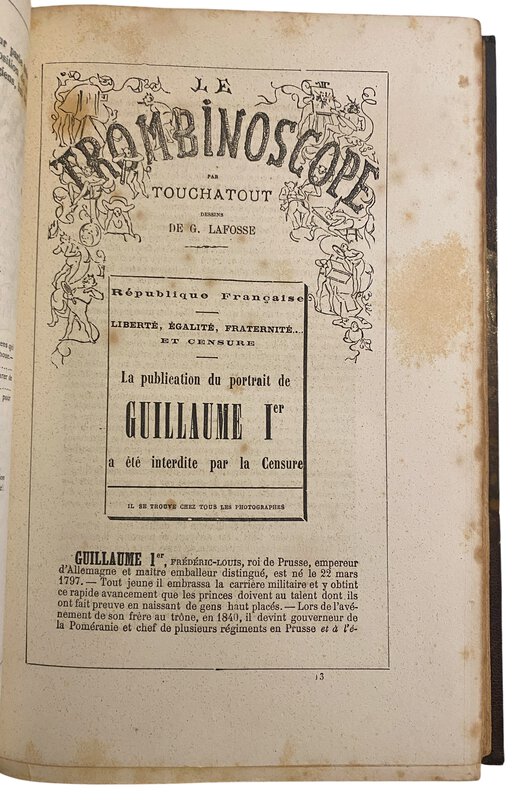 LE
TROMBINOSCOPE
PAR
TOUCHATOUT
DESSINS
DE G. LAFOSSE
République Française
LIBERTÉ, ÉGALITÉ, FRATERNITÉ...
ET CENSURE
La publication du portrait de
GUILLAUME Ier
a été interdite par la Censure
IL SE TROUVE CHEZ TOUS LES PHOTOGRAPHES
GUILLAUME 1er, FRÉDÉRIC-LOUIS, roi de Prusse, empereur
d'Allemagne et maître emballeur distingué, est né le 22 mars
1797. — Tout jeune il embrassa la carrière militaire et y obtint
ce rapide avancement que les princes doivent au talent dont ils
ont fait preuve en naissant de gens haut placés. — Lors de l'avé-
nement de son frère au trône, en 1840, il devint gouverneur de
la Poméranie et chef de plusieurs régiments en Prusse et à l'é-
13